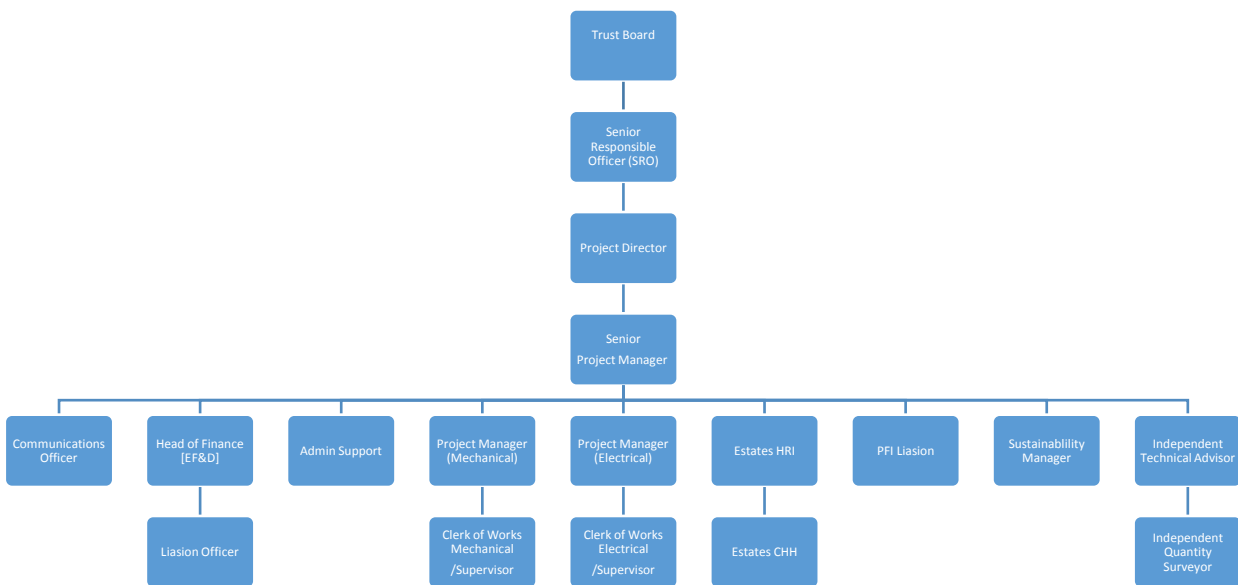 Trust Board
Senior
Responsible
Officer (SRO)
Project Director
Senior
Project Manager
Communications
Officer
Head of Finance
[EF&D]
Admin Support
Project Manager
(Mechanical)
Project Manager
(Electrical)
Estates HRI
PFI Liasion
Sustainablility
Manager
Independent
Technical Advisor
Liasion Officer
Clerk of Works
Mechanical
/Supervisor
Clerk of Works
Electrical
/Supervisor
Estates CHH
Independent
Quantity
Surveyor